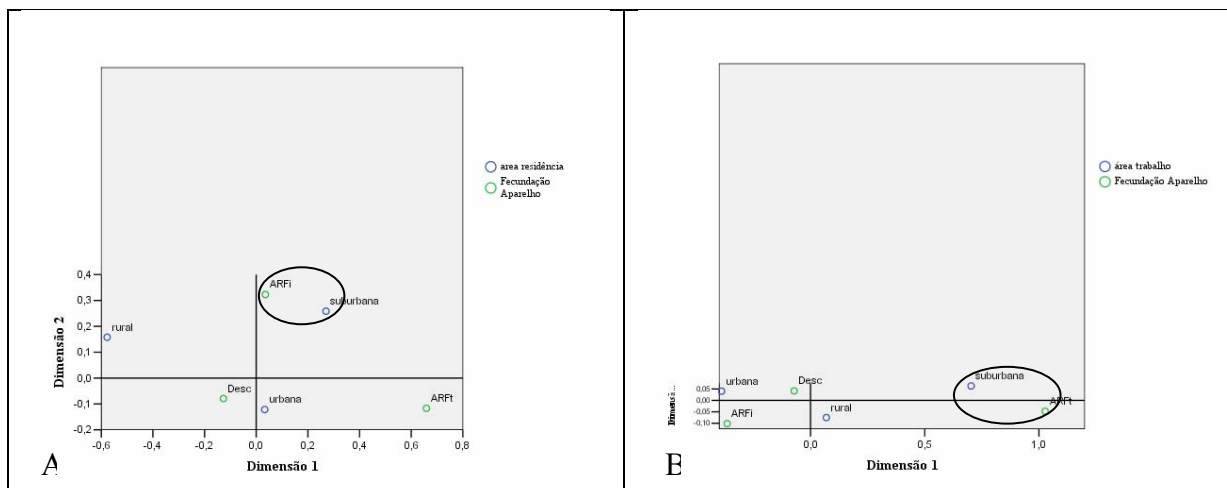 area residência
Fecundação
Aparelho
0,4
0,3
0,2
0,1
0,0
-0,1
-0,2
Dimensão 2
ARFi
suburbana
rural
Desc
urbana
ARFt
-0,6 -0,4 -0,2 0,0 0,2 0,4 0,6 0,8
Dimensão 1
A
área trabalho
Fecundação Aparelho
0,05
0,00
-0,05
-0,10
urbana
Desc
suburbana
ARFi
rural
ARFt
0,0 0,5 1,0
Dimensão 1
B